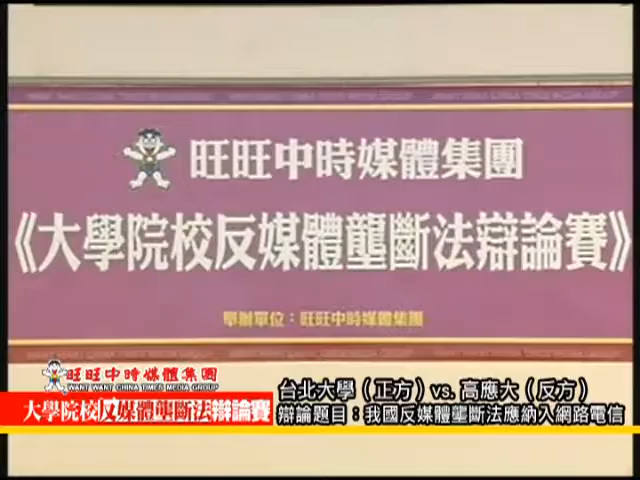 旺旺中時媒體集團
《大學院校反媒體壟斷法辯論賽》
舉辦單位：旺旺中時媒體集團
旺旺中時媒體集團
WANT WANT CHINA TIMES MEDIA GROUP
大學院校反媒體壟斷法辯論賽
台北大學（正方）vs. 高應大（反方）
辯論題目：我國反媒體壟斷法應納入網路電信